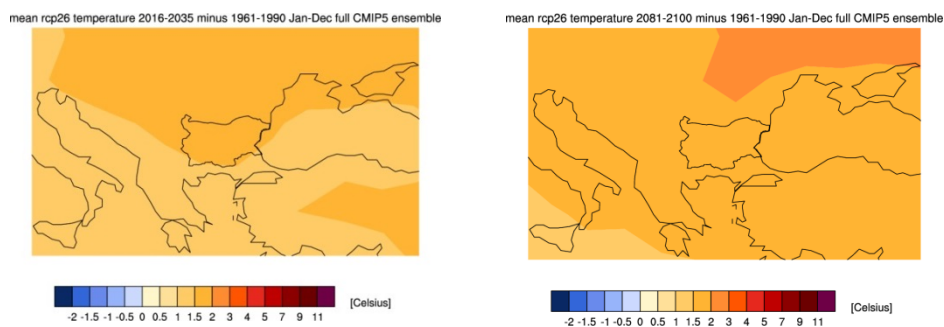 mean rcp26 temperature 2016-2035 minus 1961-1990 Jan-Dec full CMIP5 ensemble
[Celsius]
-2 -1.5 -1 -0.5 0 0.5 1 1.5 2 3 4 5 7 9 11
mean rcp26 temperature 2081-2100 minus 1961-1990 Jan-Dec full CMIP5 ensemble
[Celsius]
-2 -1.5 -1 -0.5 0 0.5 1 1.5 2 3 4 5 7 9 11